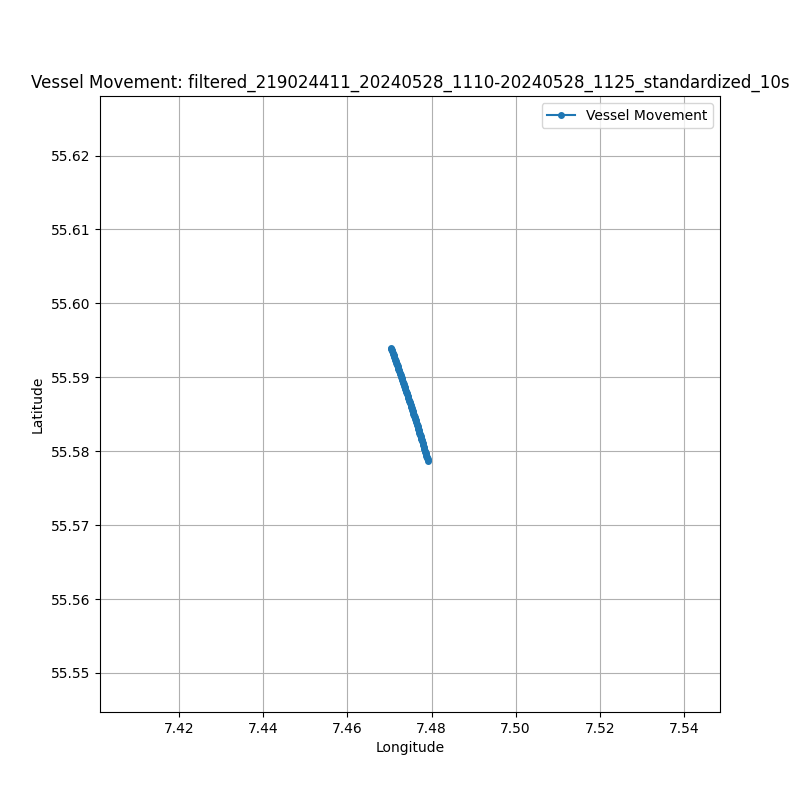 Vessel Movement: filtered_219024411_20240528_1110-20240528_1125_standardized_10s
Vessel Movement
55.62
55.61
55.60
55.59
55.58
55.57
55.56
55.55
Latitude
7.42 7.44 7.46 7.48 7.50 7.52 7.54
Longitude